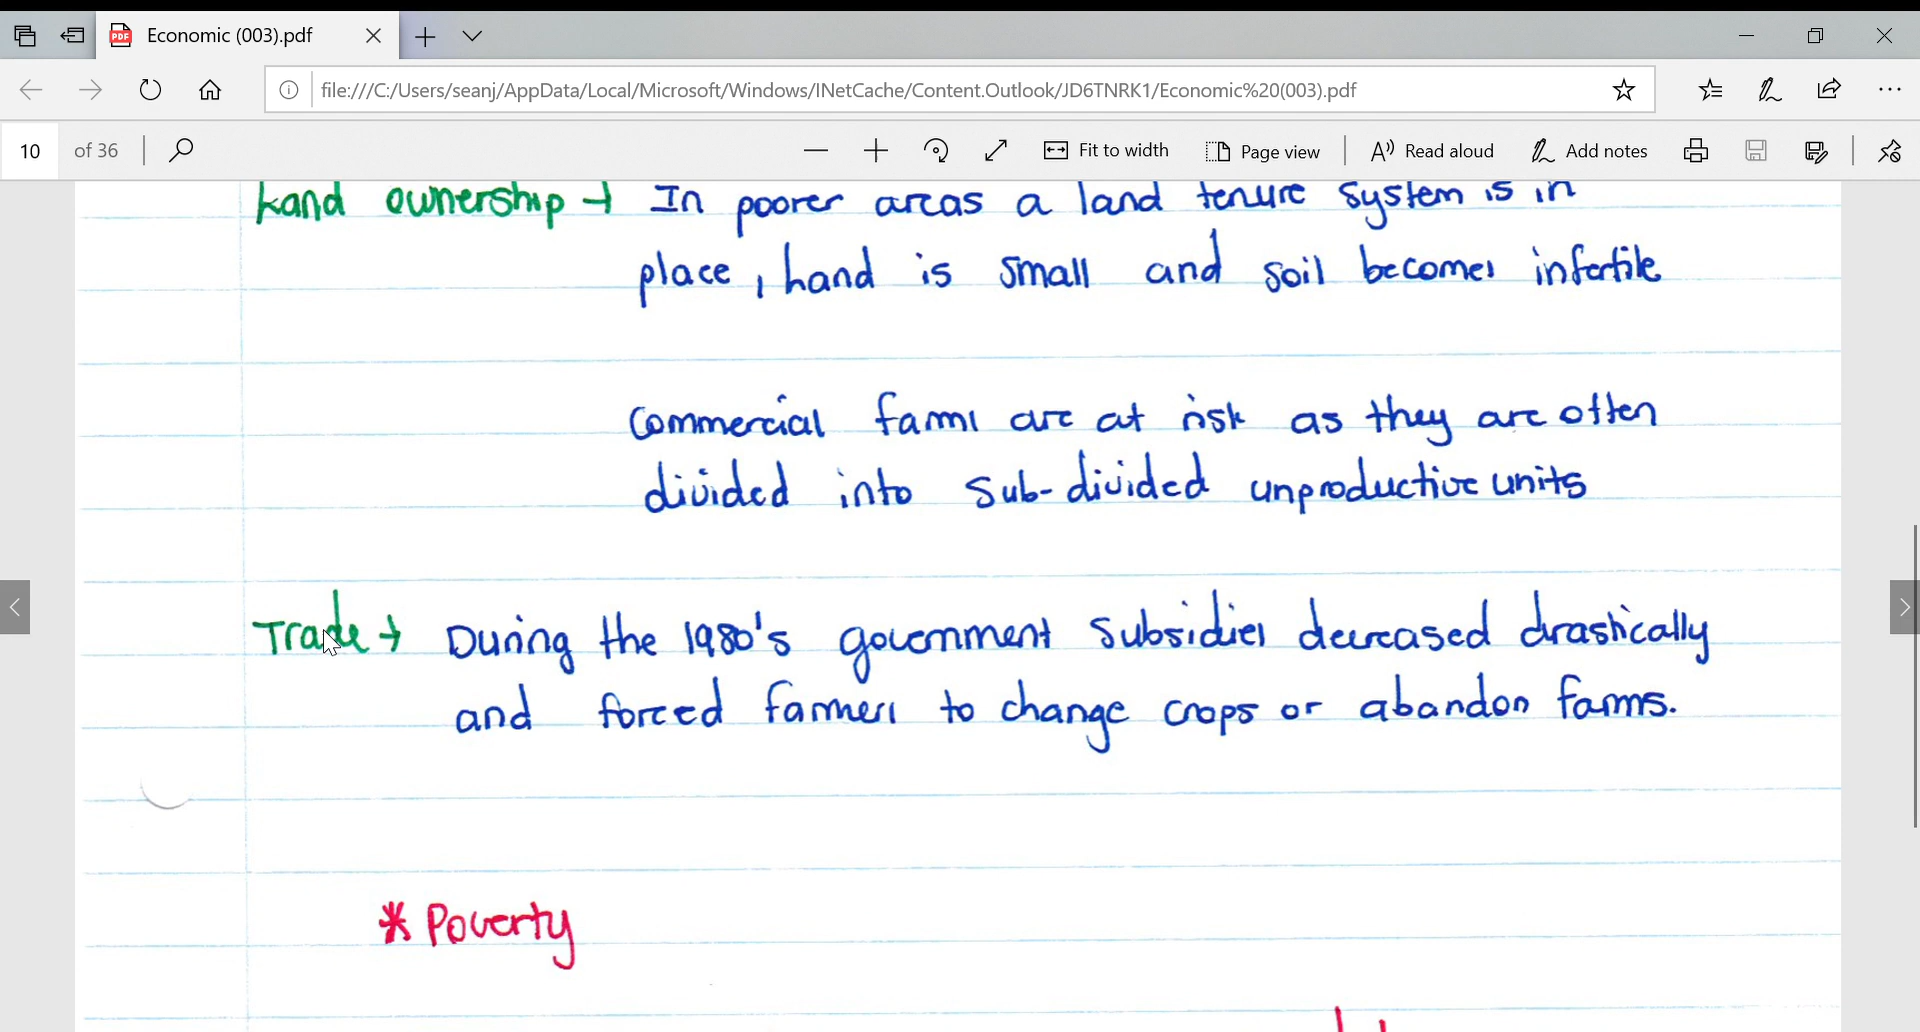 Economic (003).pdf
file:///C:/Users/seanj/AppData/Local/Microsoft/Windows/INetCache/Content.Outlook/JD6TNRK1/Economic%20(003).pdf
10 of 36 Fit to width Page view Read aloud Add notes
Land ownership → In poorer areas a land tenure system is in
place, land is small and soil becomes infertile
Commercial farms are at risk as they are often
divided into sub-divided unproductive units
Trade → During the 1980's government subsidies decreased drastically
and forced farmers to change crops or abandon farms.
* Poverty